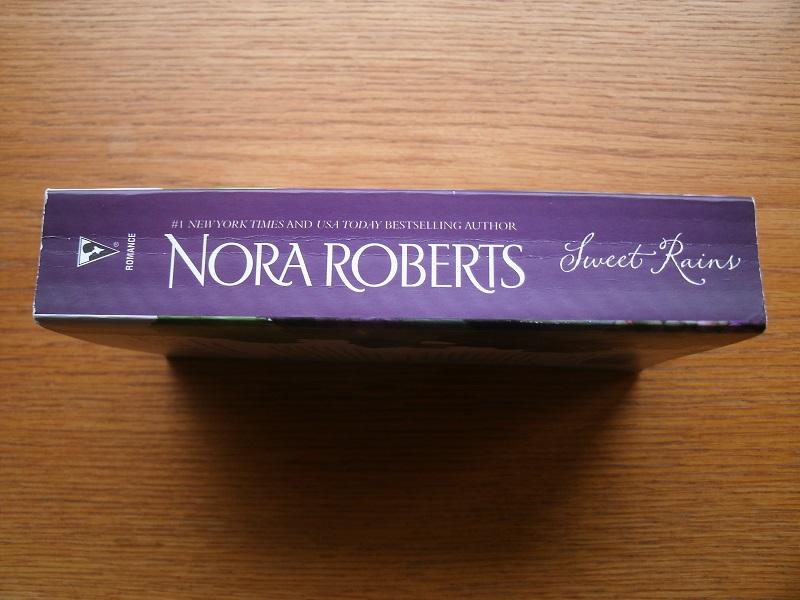 ®
ROMANCE
#1 NEW YORK TIMES AND USA TODAY BESTSELLING AUTHOR
NORA ROBERTS
Sweet Rains